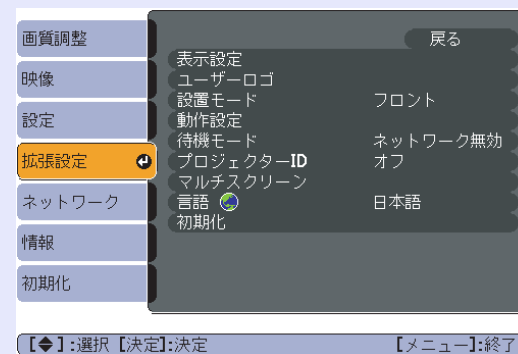 画質調整
映像
設定
拡張設定
ネットワーク
情報
初期化
戻る
表示設定
ユーザーロゴ
設置モード フロント
動作設定
待機モード ネットワーク無効
プロジェクターID オフ
マルチスクリーン
言語 日本語
初期化
【◆】:選択 【決定】:決定 【メニュー】:終了